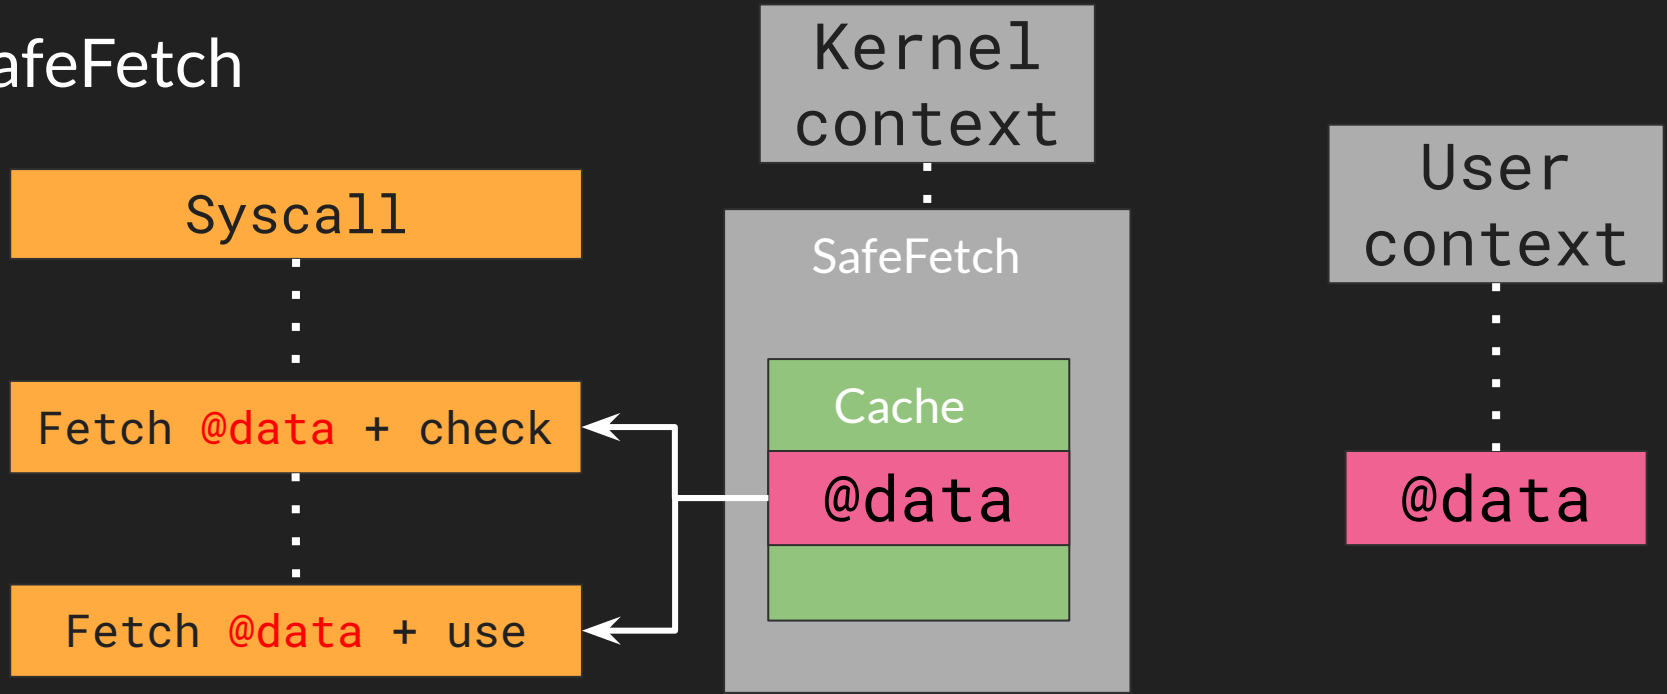 afeFetch
Kernel
context
User
context
Syscall
SafeFetch
Fetch @data + check
Cache
@data
@data
Fetch @data + use